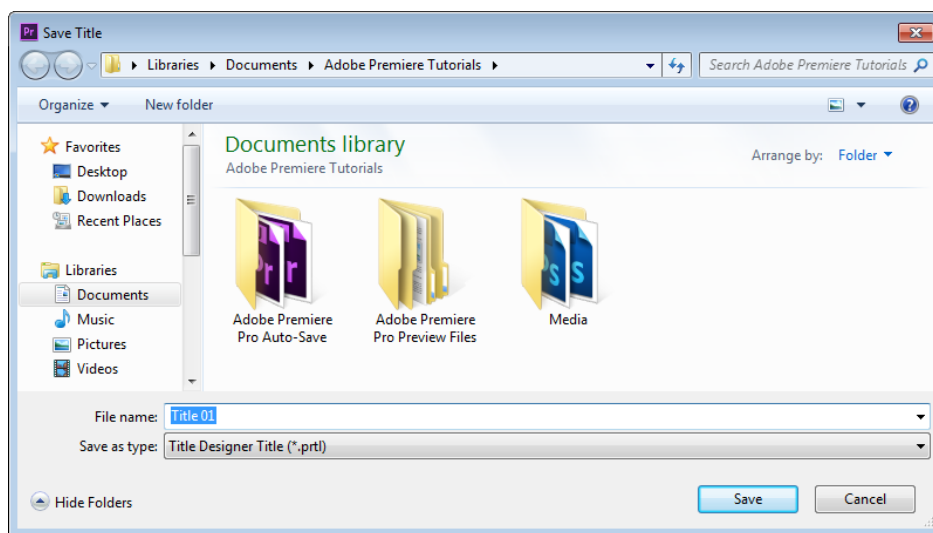 Pr Save Title
Libraries Documents Adobe Premiere Tutorials Search Adobe Premiere Tutorials
Organize New folder ?
Favorites
Desktop
Downloads
Recent Places
Libraries
Documents
Music
Pictures
Videos
Documents library
Adobe Premiere Tutorials
Arrange by: Folder
Pr r
Ps S
Adobe Premiere
Pro Auto-Save
Adobe Premiere
Pro Preview Files
Media
File name: Title 01
Save as type: Title Designer Title (*.prtl)
Hide Folders Save Cancel